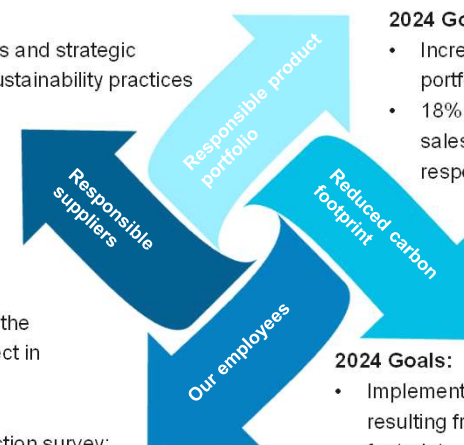 2024 Go
s and strategic
ustainability practices
• Incre
portf
• 18%
sales
respo
Responsible product
portfolio
Responsible
suppliers
Reduced carbon
footprint
Our employees
the
ect in
2024 Goals:
• Implement
resulting fr
ction survey: